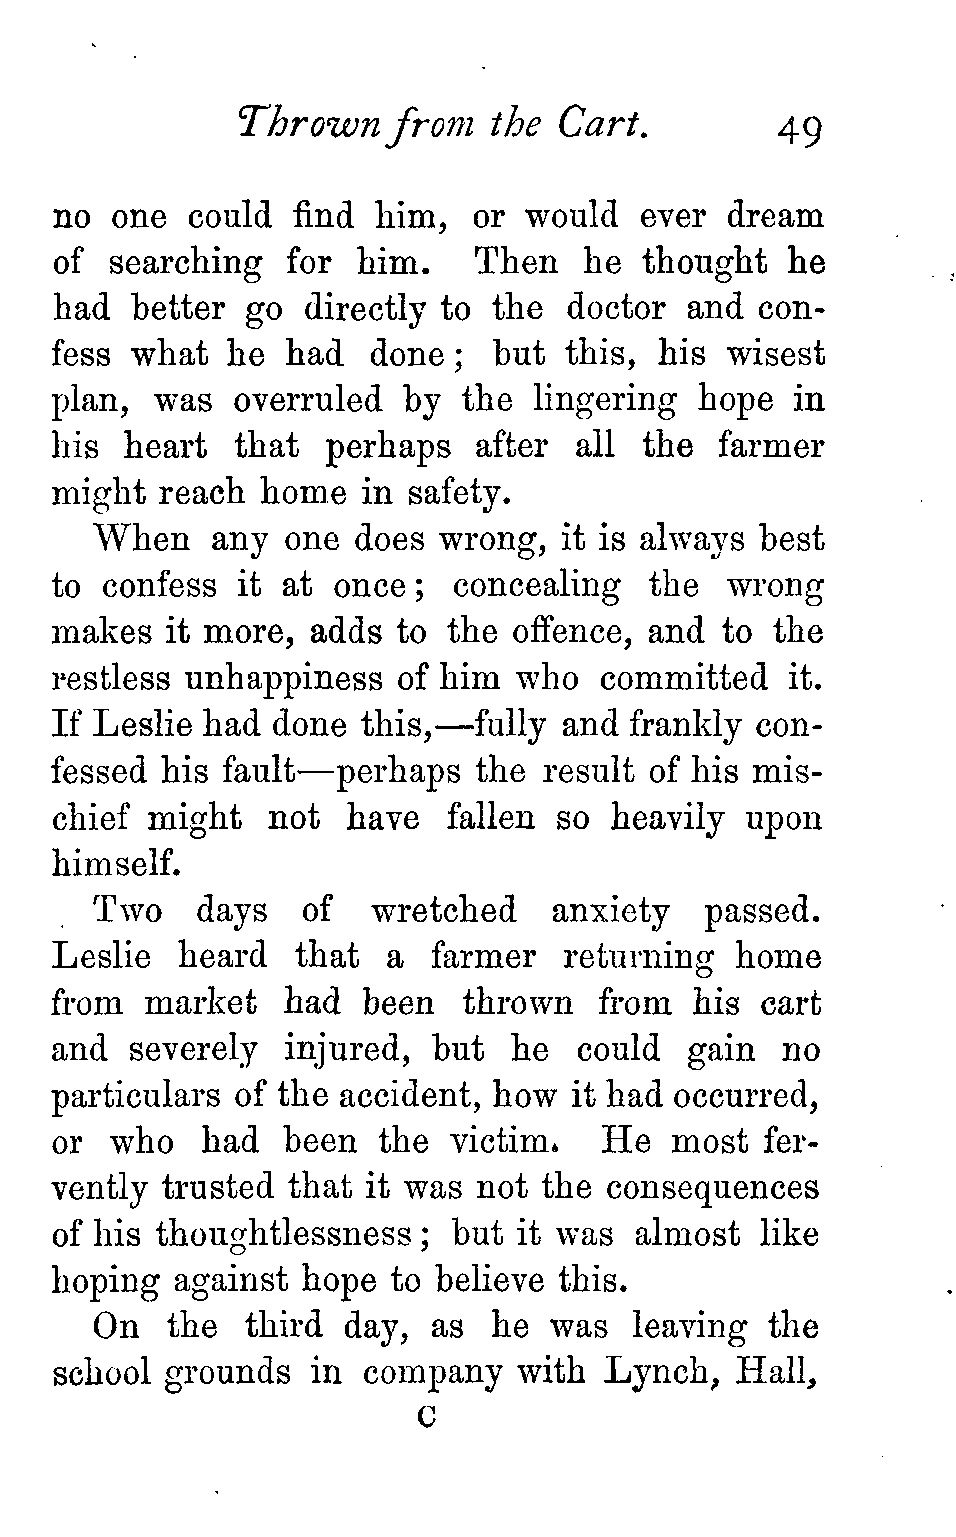 Thrown from the Cart. 49
no one could find him, or would ever dream
of searching for him. Then he thought he
had better go directly to the doctor and con-
fess what he had done; but this, his wisest
plan, was overruled by the lingering hope in
his heart that perhaps after all the farmer
might reach home in safety.
When any one does wrong, it is always best
to confess it at once; concealing the wrong
makes it more, adds to the offence, and to the
restless unhappiness of him who committed it.
If Leslie had done this,—fully and frankly con-
fessed his fault—perhaps the result of his mis-
chief might not have fallen so heavily upon
himself.
Two days of wretched anxiety passed.
Leslie heard that a farmer returning home
from market had been thrown from his cart
and severely injured, but he could gain no
particulars of the accident, how it had occurred,
or who had been the victim. He most fer-
vently trusted that it was not the consequences
of his thoughtlessness; but it was almost like
hoping against hope to believe this.
On the third day, as he was leaving the
school grounds in company with Lynch, Hall,
C